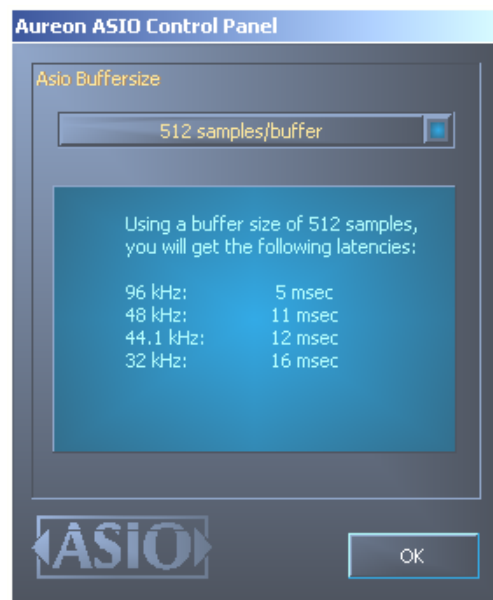 Aureon ASIO Control Panel
Asio Buffersize
512 samples/buffer
Using a buffer size of 512 samples,
you will get the following latencies:
96 kHz: 5 msec
48 kHz: 11 msec
44.1 kHz: 12 msec
32 kHz: 16 msec
ASiO
OK